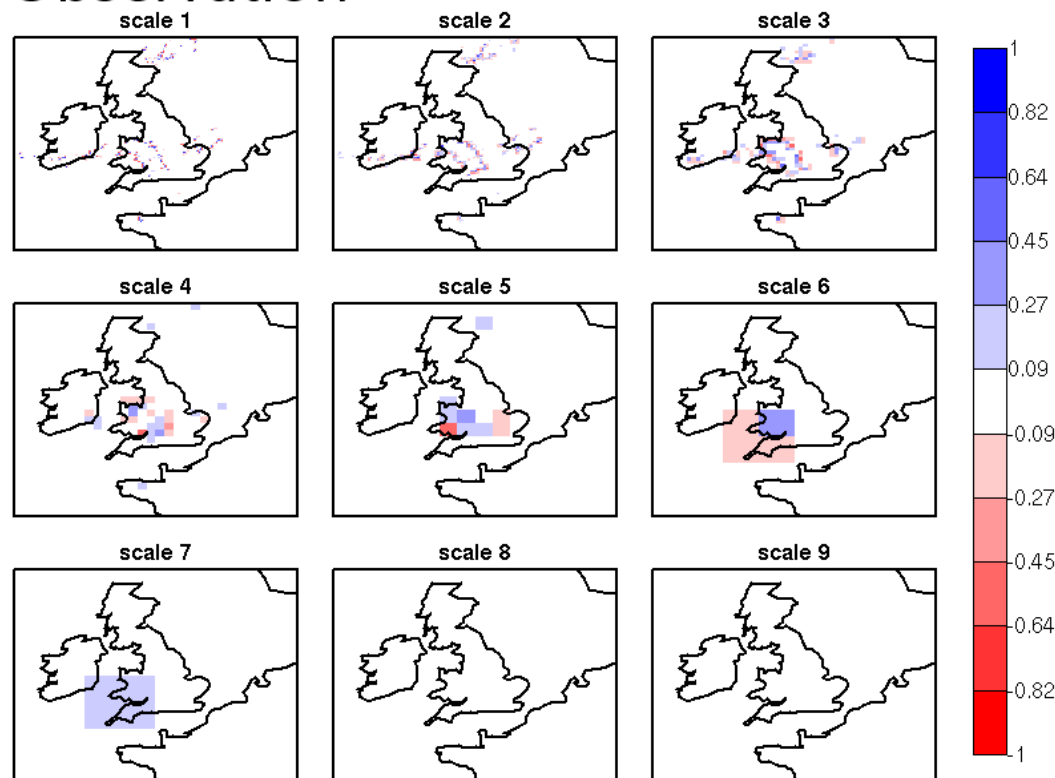 Observation
scale 1
scale 2
scale 3
scale 4
scale 5
scale 6
scale 7
scale 8
scale 9
1
0.82
0.64
0.45
0.27
0.09
-0.09
-0.27
-0.45
-0.64
-0.82
-1